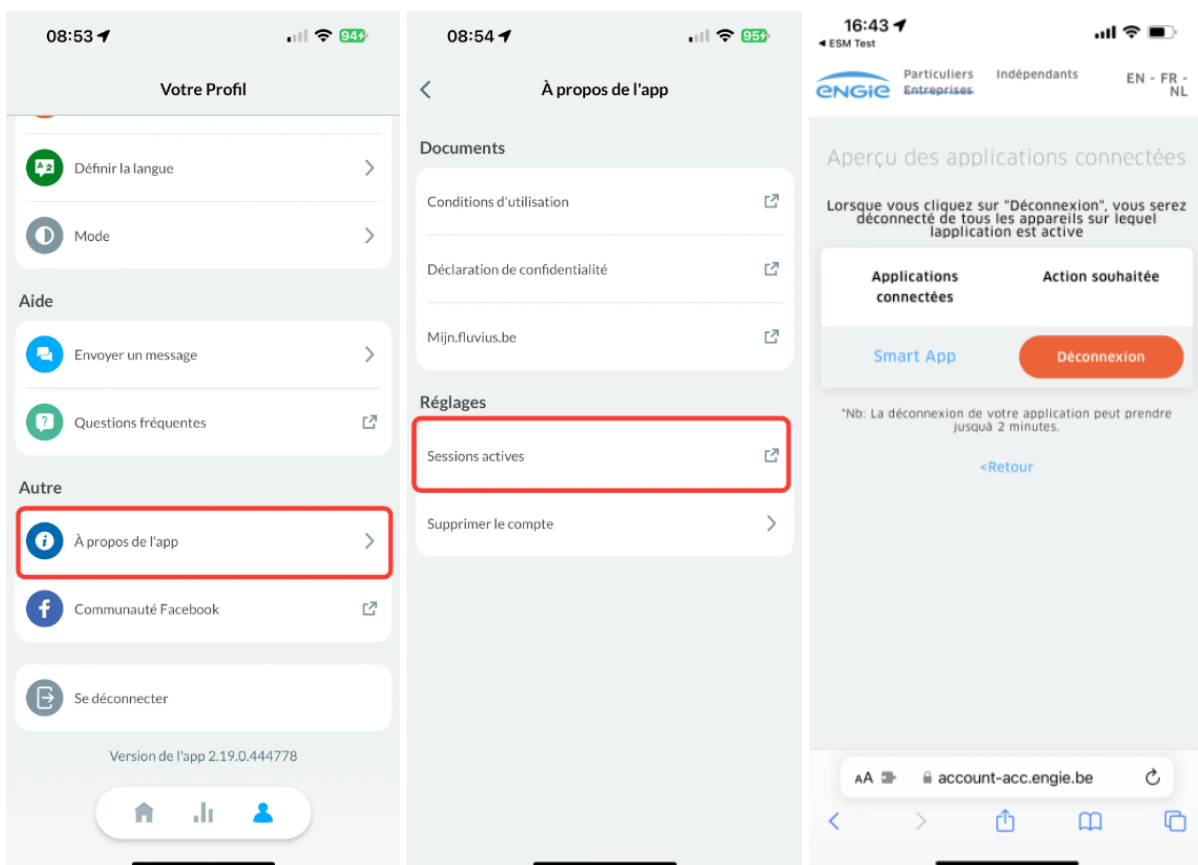 08:53
94
Votre Profil
Définir la langue
Mode
Aide
Envoyer un message
Questions fréquentes
Autre
À propos de l'app
Communauté Facebook
Se déconnecter
Version de l'app 2.19.0.444778
08:54
95
À propos de l'app
Documents
Conditions d'utilisation
Déclaration de confidentialité
Mijn.fluvius.be
Réglages
Sessions actives
Supprimer le compte
16:43
ESM Test
ENGIE
Particuliers Indépendants
Entreprises
EN - FR -
NL
Aperçu des applications connectées
Lorsque vous cliquez sur "Déconnexion", vous serez
déconnecté de tous les appareils sur lequel
lapplication est active
Applications
connectées
Action souhaitée
Smart App
Déconnexion
*Nb: La déconnexion de votre application peut prendre
jusquà 2 minutes.
<Retour
AA
account-acc.engie.be